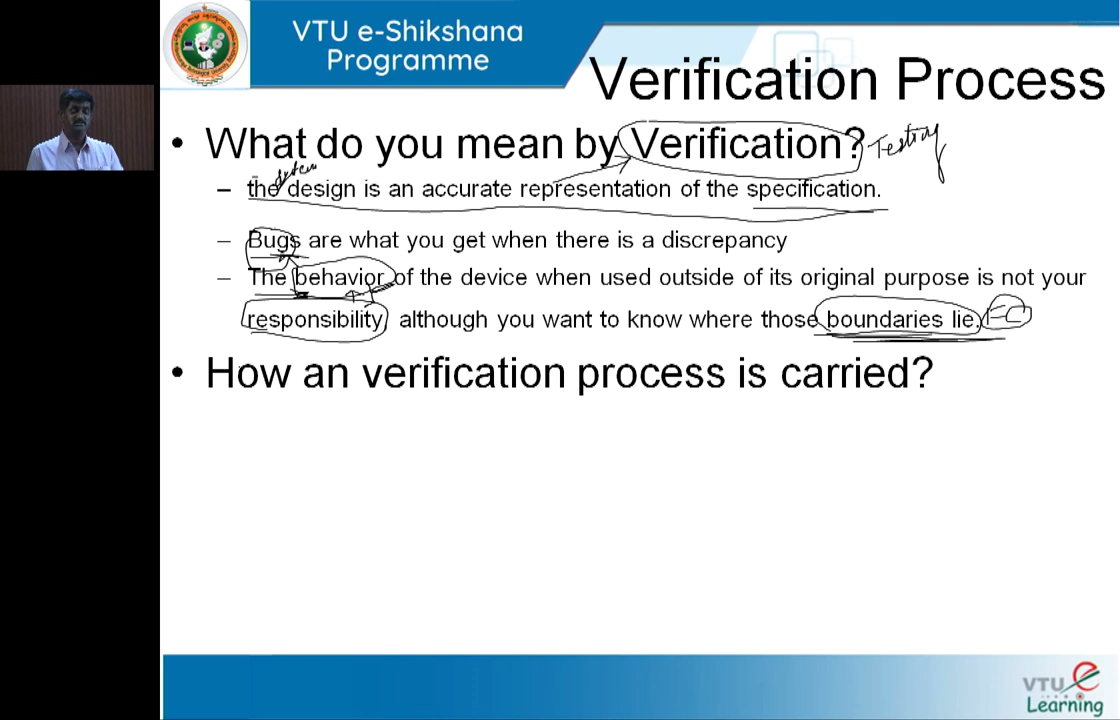 VTU e-Shikshana
Programme
Verification Process
• What do you mean by Verification? Testing
– the design is an accurate representation of the specification.
– Bugs are what you get when there is a discrepancy
– The behavior of the device when used outside of its original purpose is not your
responsibility, although you want to know where those boundaries lie. FC
• How an verification process is carried?
VTU e
Learning